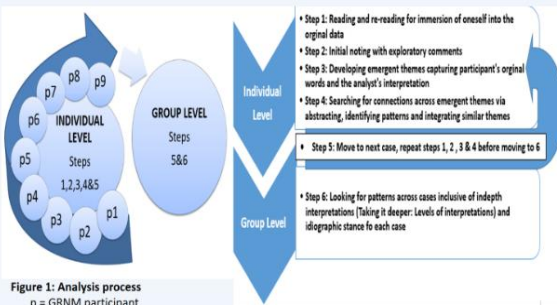 p8
p9
p7
p6
p5
p4
p3
p2
p1
INDIVIDUAL
LEVEL
Steps
1,2,3,4&5
GROUP LEVEL
Steps
5&6
Figure 1: Analysis process
p = GRNM participant
Individual
Level
• Step 1: Reading and re-reading for immersion of oneself into the
orginal data
• Step 2: Initial noting with exploratory comments
• Step 3: Developing emergent themes capturing participant's orginal
words and the analyst's interpretation
• Step 4: Searching for connections across emergent themes via
abstracting, identifying patterns and integrating similar themes
• Step 5: Move to next case, repeat steps 1, 2 , 3 & 4 before moving to 6
Group Level
• Step 6: Looking for patterns across cases inclusive of indepth
interpretations (Taking it deeper: Levels of interpretations) and
idiographic stance fo each case